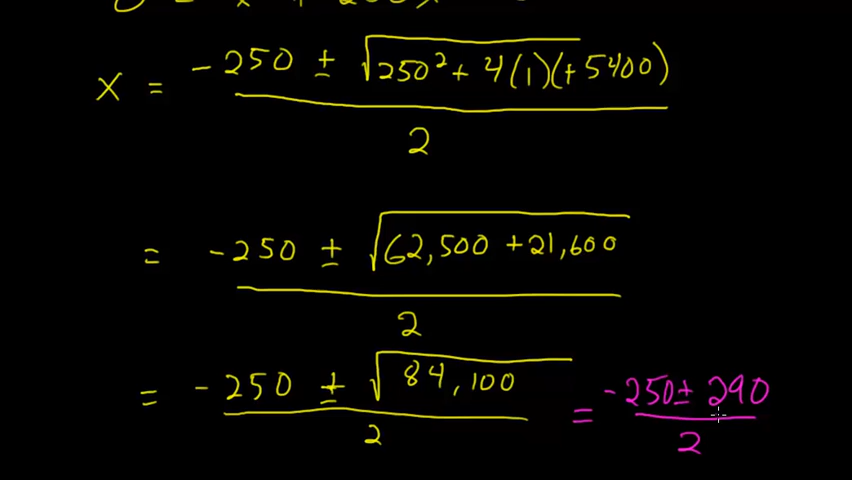 x = -250 ± √250² + 4(1)(+5400)
2
= -250 ± √62,500 + 21,600
2
= -250 ± √84,100 = -250 ± 290
2 2